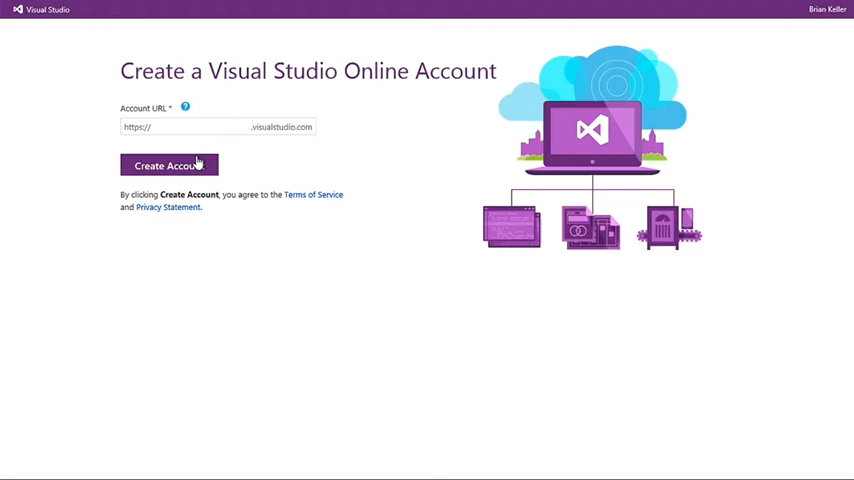 Visual Studio
Brian Keller
Create a Visual Studio Online Account
Account URL *
https://
.visualstudio.com
Create Account
By clicking Create Account, you agree to the Terms of Service
and Privacy Statement.